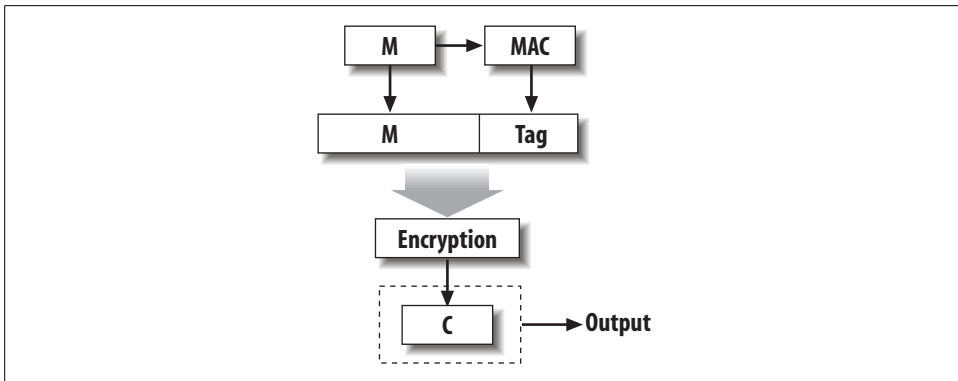 M
MAC
M
Tag
Encryption
C
Output